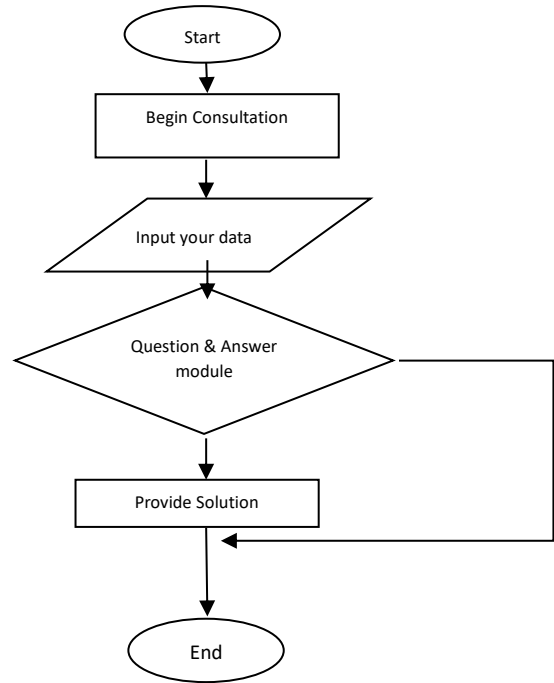 Start
Begin Consultation
Input your data
Question & Answer
module
Provide Solution
End